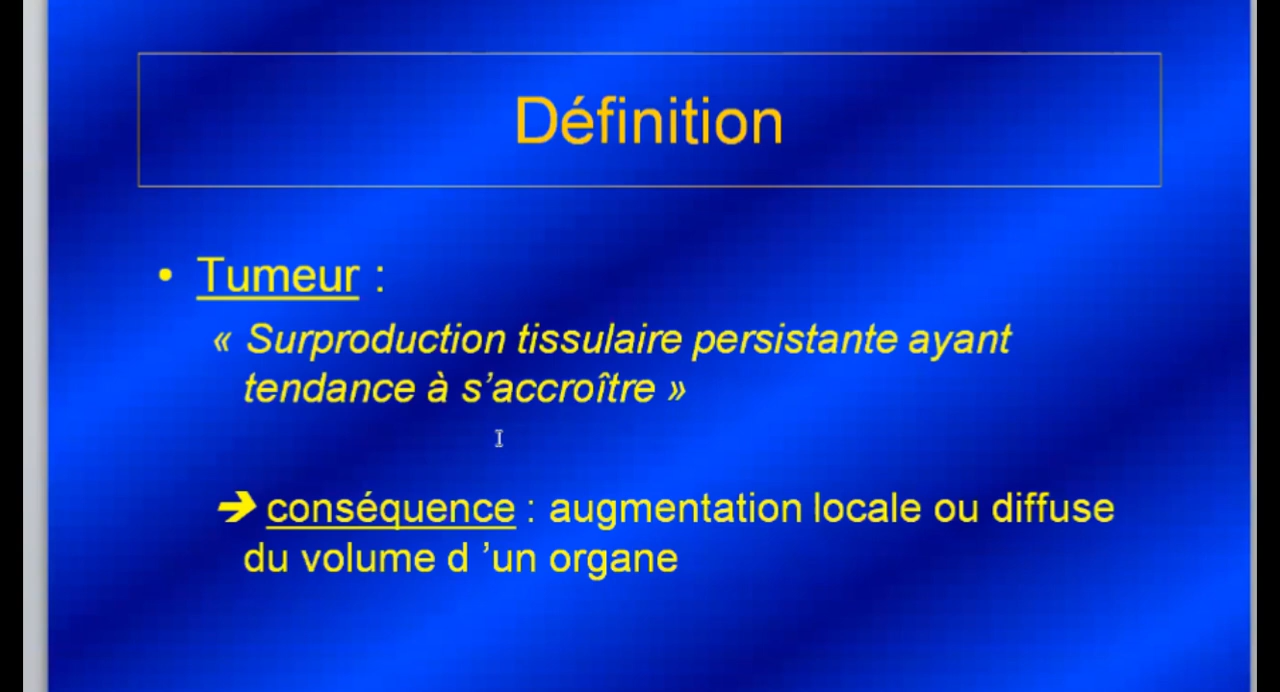 Définition
• Tumeur :
« Surproduction tissulaire persistante ayant
tendance à s’accroître »
➔ conséquence : augmentation locale ou diffuse
du volume d ’un organe